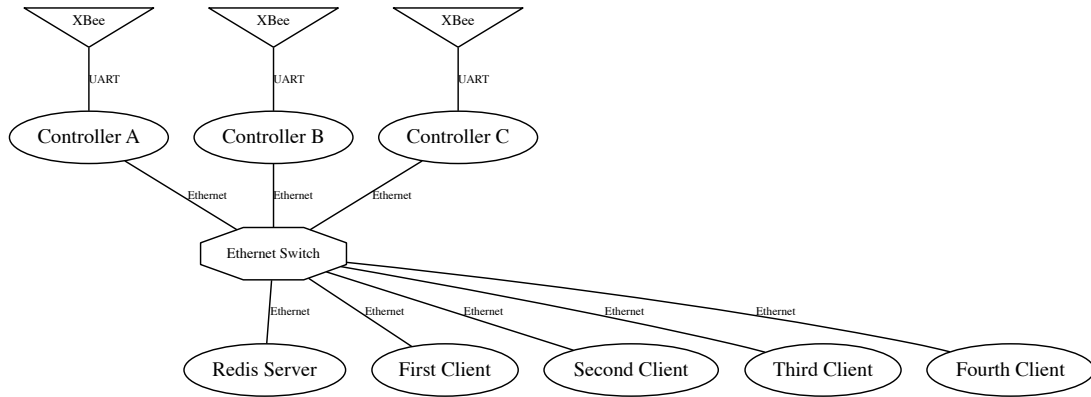 XBee
XBee
XBee
UART
UART
UART
Controller A
Controller B
Controller C
Ethernet
Ethernet
Ethernet
Ethernet Switch
Ethernet
Ethernet
Ethernet
Ethernet
Ethernet
Redis Server
First Client
Second Client
Third Client
Fourth Client